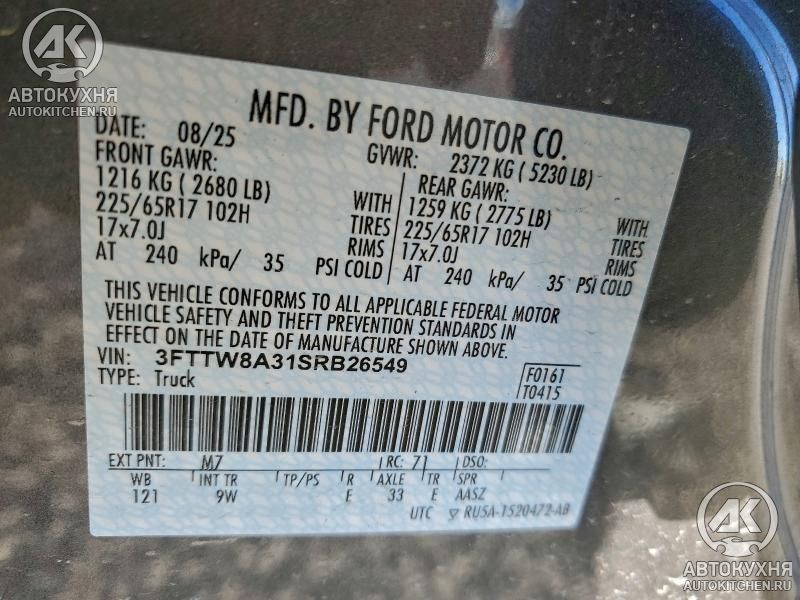 AK
АВТОКУХНЯ
AUTOKITCHEN.RU
MFD. BY FORD MOTOR CO.
DATE: 08/25
GVWR: 2372 KG ( 5230 LB)
FRONT GAWR:
1216 KG ( 2680 LB)
WITH
225/65R17 102H
TIRES
17x7.0J
RIMS
AT 240 kPa/ 35 PSI COLD
REAR GAWR:
1259 KG ( 2775 LB)
WITH
225/65R17 102H
TIRES
17x7.0J
RIMS
AT 240 kPa/ 35 PSI COLD
THIS VEHICLE CONFORMS TO ALL APPLICABLE FEDERAL MOTOR
VEHICLE SAFETY AND THEFT PREVENTION STANDARDS IN
EFFECT ON THE DATE OF MANUFACTURE SHOWN ABOVE.
VIN: 3FTTW8A31SRB26549
TYPE: Truck
F0161
T0415
EXT PNT: M7 RC: 71 DSO:
WB INT TR TP/PS R AXLE TR SPR
121 9W E 33 E AASZ
UTC RU5A-1520472-AB
AK
АВТОКУХНЯ
AUTOKITCHEN.RU